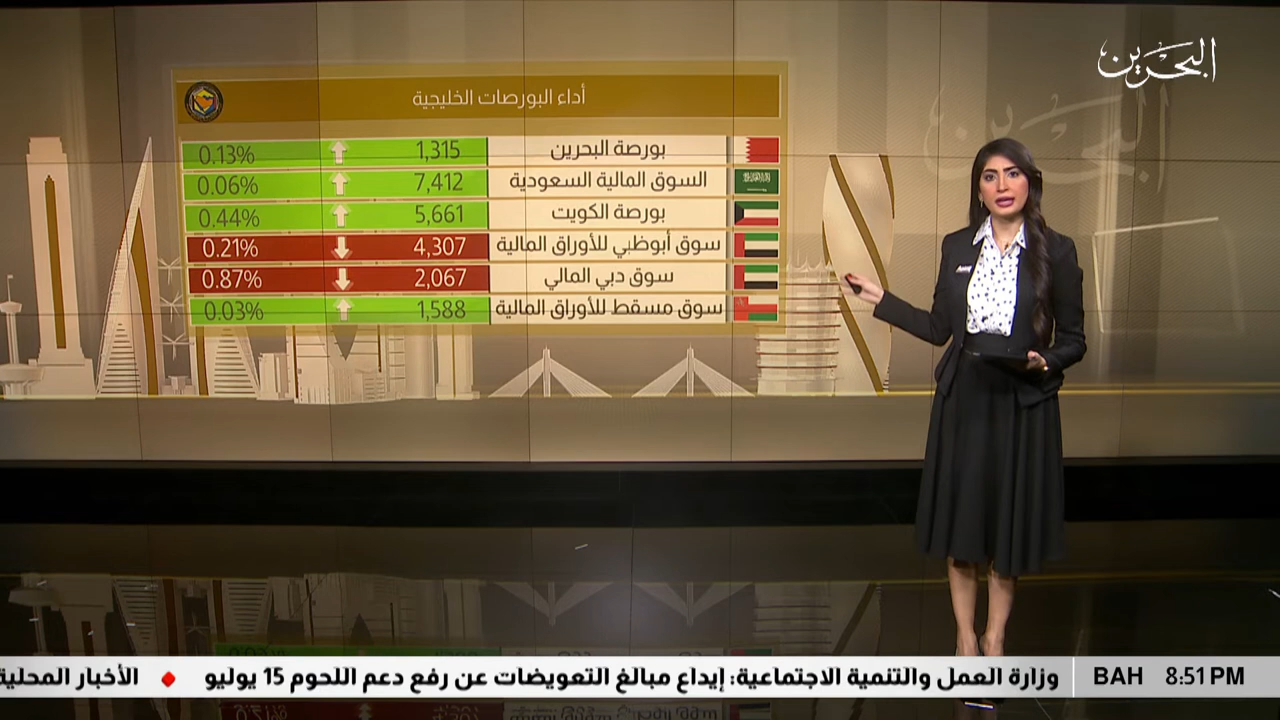 البحرين
أداء البورصات الخليجية
بورصة البحرين 1,315 0.13%
السوق المالية السعودية 7,412 0.06%
بورصة الكويت 5,661 0.44%
سوق أبوظبي للأوراق المالية 4,307 0.21%
سوق دبي المالي 2,067 0.87%
سوق مسقط للأوراق المالية 1,588 0.03%
BAH 8:51 PM وزارة العمل والتنمية الاجتماعية: إيداع مبالغ التعويضات عن رفع دعم اللحوم 15 يوليو الأخبار المحلية